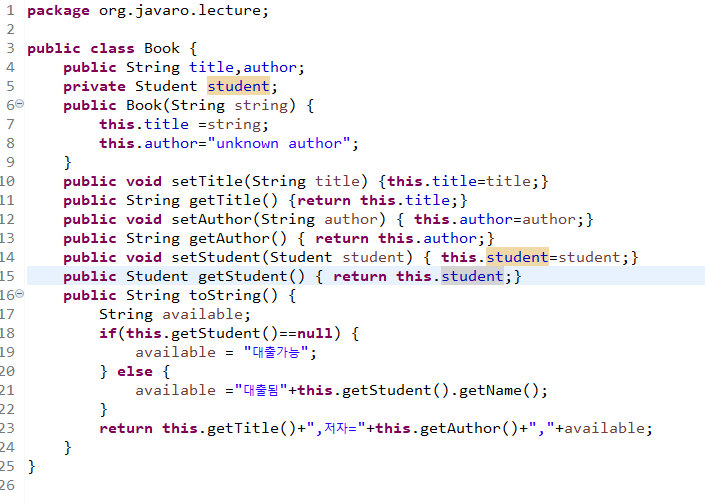 1 package org.javaro.lecture;
2
3 public class Book {
4     public String title,author;
5     private Student student;
6     public Book(String string) {
7         this.title =string;
8         this.author="unknown author";
9     }
10     public void setTitle(String title) {this.title=title;}
11     public String getTitle() {return this.title;}
12     public void setAuthor(String author) { this.author=author;}
13     public String getAuthor() { return this.author;}
14     public void setStudent(Student student) { this.student=student;}
15     public Student getStudent() { return this.student;}
16     public String toString() {
17         String available;
18         if(this.getStudent()==null) {
19             available = "대출가능";
20         } else {
21             available ="대출됨"+this.getStudent().getName();
22         }
23         return this.getTitle()+",저자="+this.getAuthor()+","+available;
24     }
25 }
26